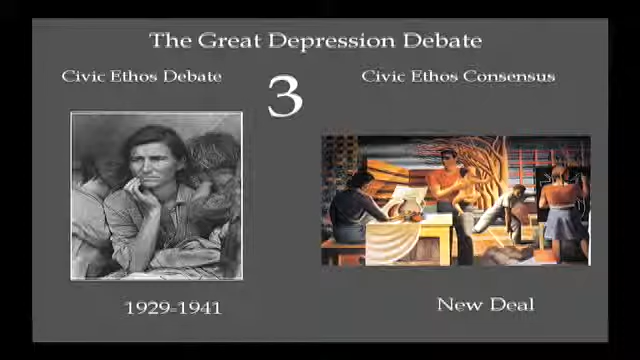 The Great Depression Debate
Civic Ethos Debate
3
Civic Ethos Consensus
1929-1941
New Deal